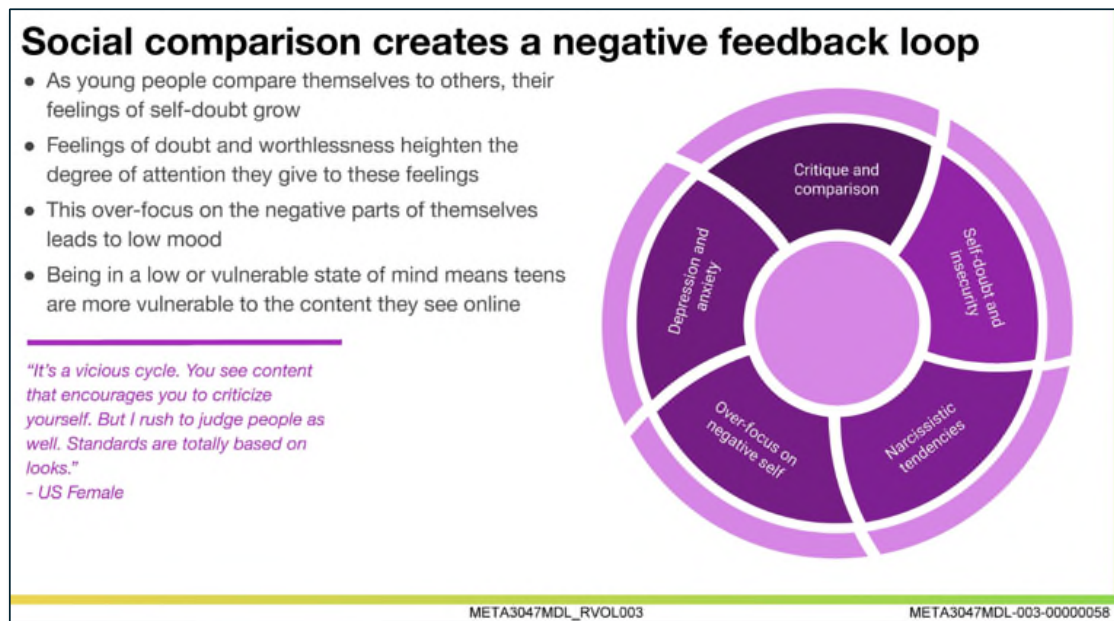 Social comparison creates a negative feedback loop
● As young people compare themselves to others, their
feelings of self-doubt grow
● Feelings of doubt and worthlessness heighten the
degree of attention they give to these feelings
● This over-focus on the negative parts of themselves
leads to low mood
● Being in a low or vulnerable state of mind means teens
are more vulnerable to the content they see online
“It’s a vicious cycle. You see content
that encourages you to criticize
yourself. But I rush to judge people as
well. Standards are totally based on
looks.”
- US Female
Critique and
comparison
Self-doubt and
insecurity
Narcissistic
tendencies
Over-focus on
negative self
Depression and
anxiety
META3047MDL_RVOL003
META3047MDL-003-00000058